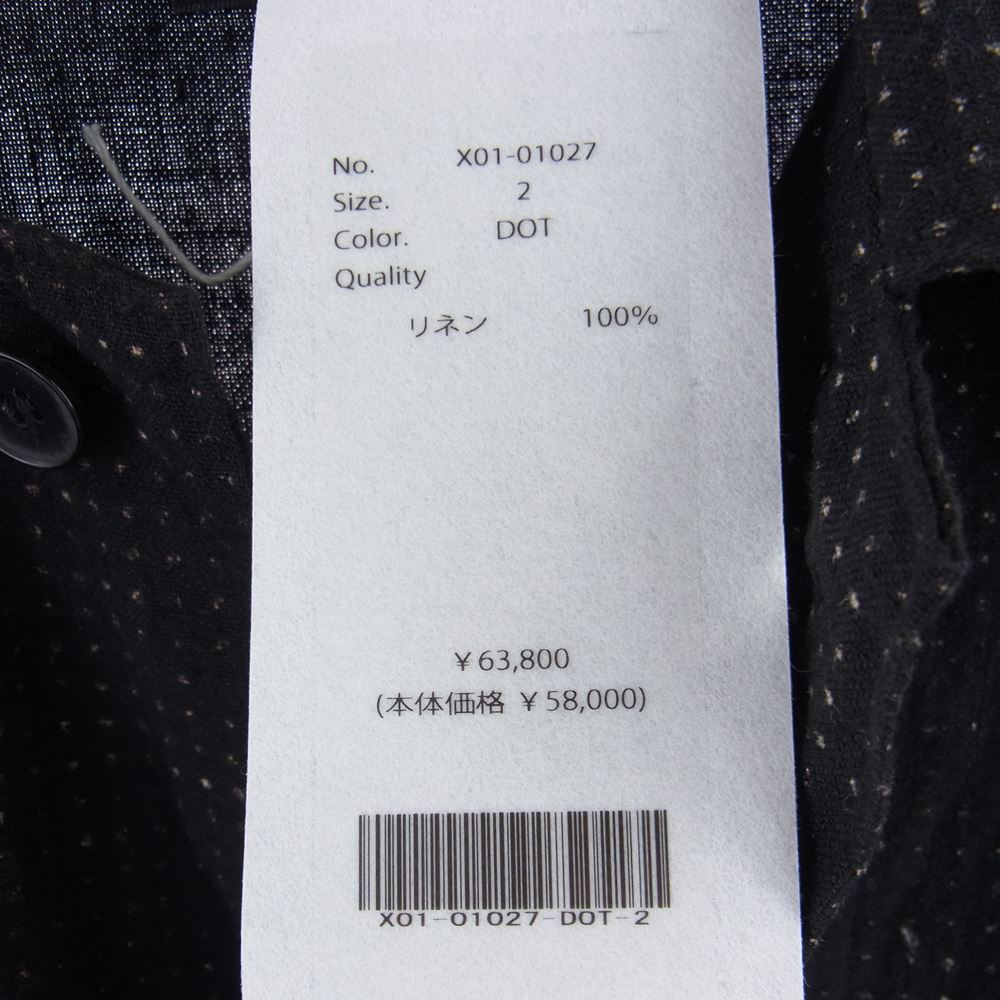 No. X01-01027
Size. 2
Color. DOT
Quality
リネン 100%
¥63,800
(本体価格 ¥58,000)
X01-01027-DOT-2